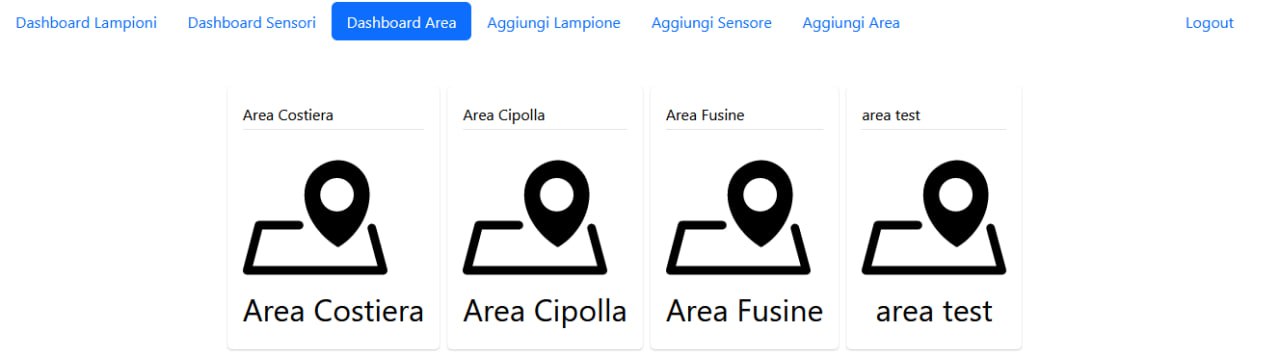 Dashboard Lampioni Dashboard Sensori Dashboard Area Aggiungi Lampione Aggiungi Sensore Aggiungi Area Logout
Area Costiera Area Cipolla Area Fusine area test
Area Costiera Area Cipolla Area Fusine area test